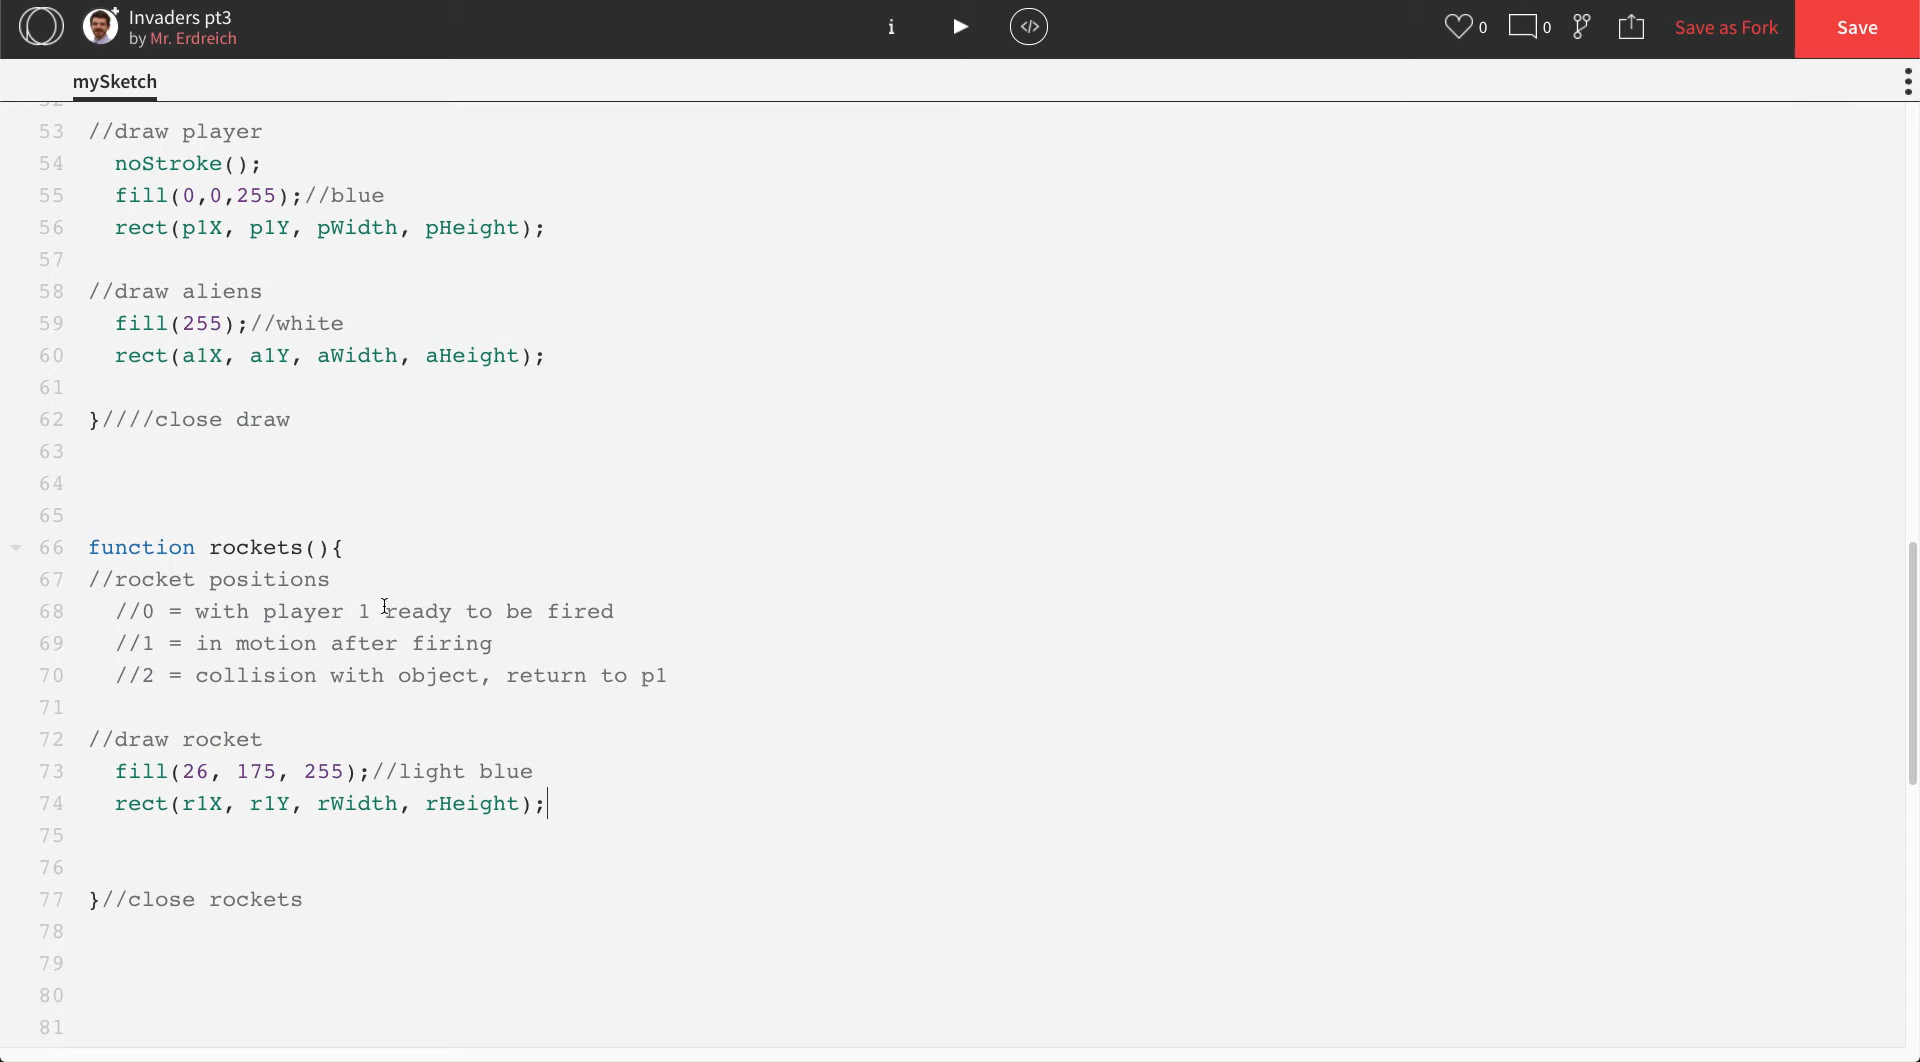 Invaders pt3
by Mr. Erdreich
i
</>
0
0
Save as Fork
Save
mySketch
53 //draw player
54 noStroke();
55 fill(0,0,255);//blue
56 rect(p1X, p1Y, pWidth, pHeight);
57
58 //draw aliens
59 fill(255);//white
60 rect(a1X, a1Y, aWidth, aHeight);
61
62 }////close draw
63
64
65
66 function rockets(){
67 //rocket positions
68 //0 = with player 1 ready to be fired
69 //1 = in motion after firing
70 //2 = collision with object, return to p1
71
72 //draw rocket
73 fill(26, 175, 255);//light blue
74 rect(r1X, r1Y, rWidth, rHeight);
75
76
77 }//close rockets
78
79
80
81